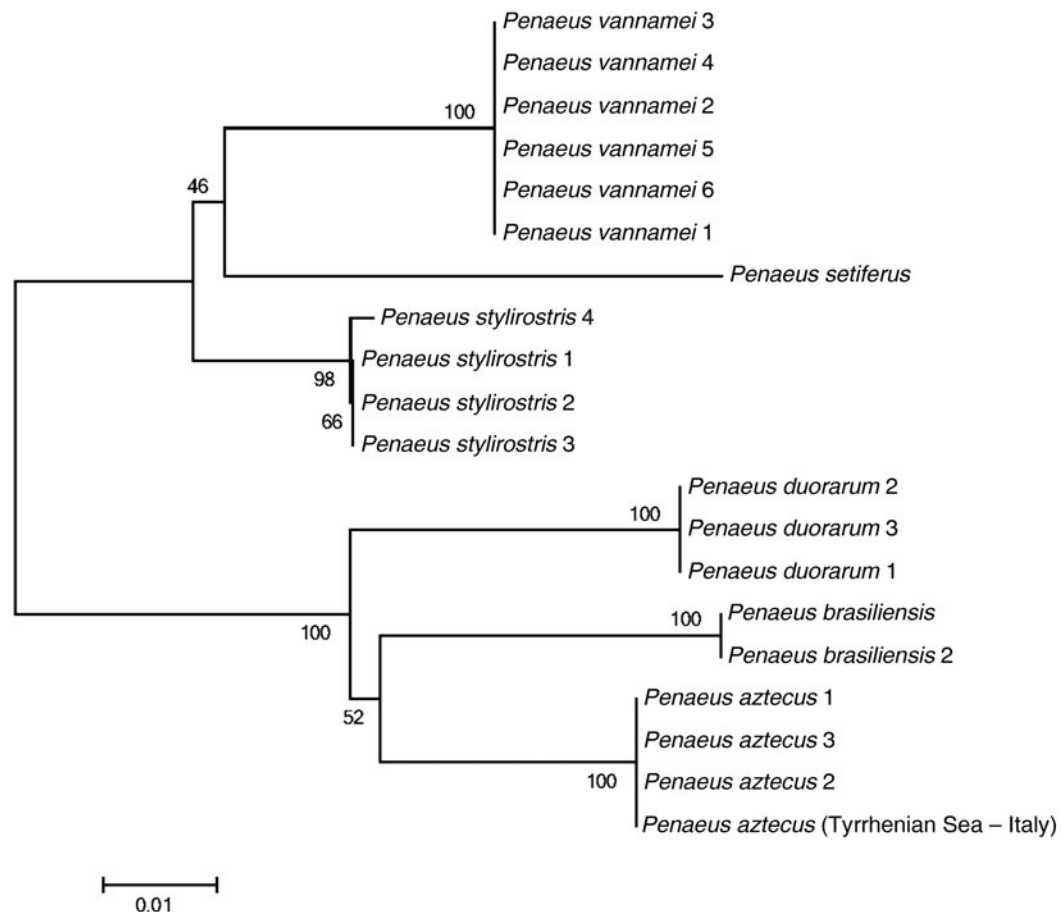 Penaeus vannamei 3
Penaeus vannamei 4
100
Penaeus vannamei 2
Penaeus vannamei 5
46
Penaeus vannamei 6
Penaeus vannamei 1
Penaeus setiferus
Penaeus stylirostris 4
Penaeus stylirostris 1
98
Penaeus stylirostris 2
66
Penaeus stylirostris 3
Penaeus duorarum 2
100
Penaeus duorarum 3
Penaeus duorarum 1
100
Penaeus brasiliensis
100
Penaeus brasiliensis 2
Penaeus aztecus 1
52
Penaeus aztecus 3
100
Penaeus aztecus 2
Penaeus aztecus (Tyrrhenian Sea – Italy)
0.01